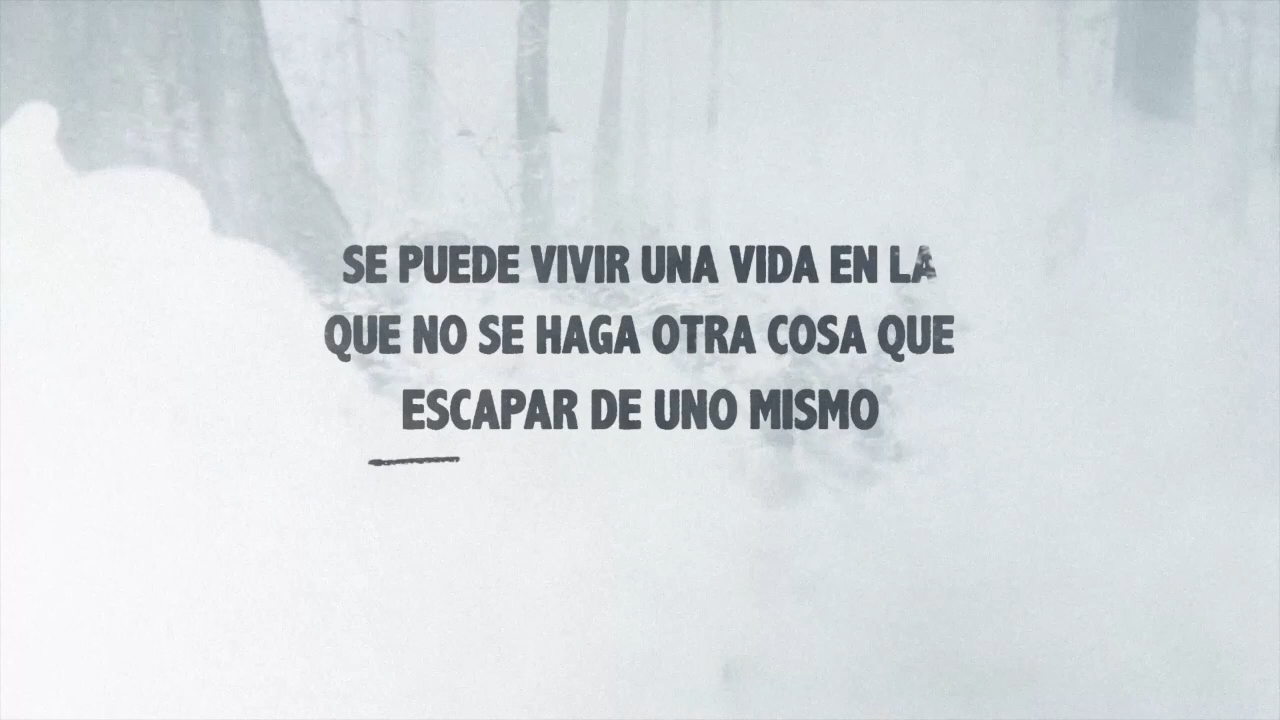 SE PUEDE VIVIR UNA VIDA EN LA
QUE NO SE HAGA OTRA COSA QUE
ESCAPAR DE UNO MISMO